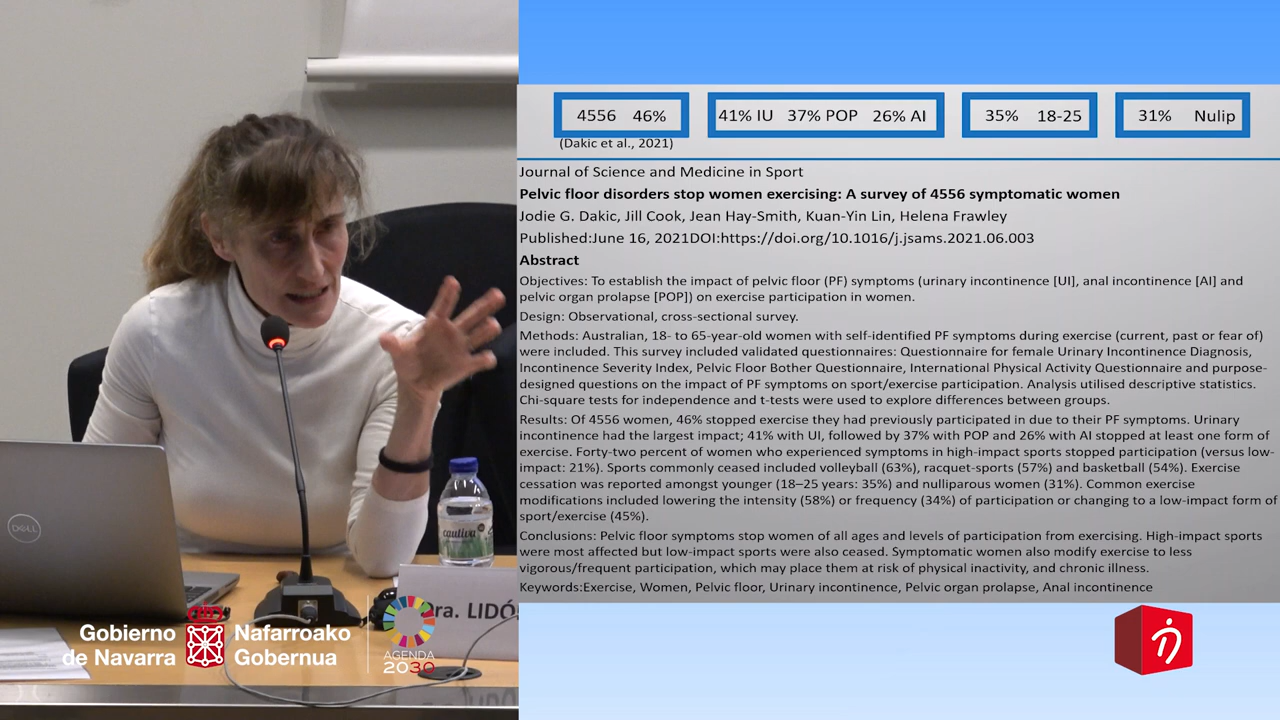 4556 46%
41% IU 37% POP 26% AI
35% 18-25
31% Nulip
(Dakic et al., 2021)
Journal of Science and Medicine in Sport
Pelvic floor disorders stop women exercising: A survey of 4556 symptomatic women
Jodie G. Dakic, Jill Cook, Jean Hay-Smith, Kuan-Yin Lin, Helena Frawley
Published:June 16, 2021DOI:https://doi.org/10.1016/j.jsams.2021.06.003
Abstract
Objectives: To establish the impact of pelvic floor (PF) symptoms (urinary incontinence [UI], anal incontinence [AI] and
pelvic organ prolapse [POP]) on exercise participation in women.
Design: Observational, cross-sectional survey.
Methods: Australian, 18- to 65-year-old women with self-identified PF symptoms during exercise (current, past or fear of)
were included. This survey included validated questionnaires: Questionnaire for female Urinary Incontinence Diagnosis,
Incontinence Severity Index, Pelvic Floor Bother Questionnaire, International Physical Activity Questionnaire and purpose-
designed questions on the impact of PF symptoms on sport/exercise participation. Analysis utilised descriptive statistics.
Chi-square tests for independence and t-tests were used to explore differences between groups.
Results: Of 4556 women, 46% stopped exercise they had previously participated in due to their PF symptoms. Urinary
incontinence had the largest impact; 41% with UI, followed by 37% with POP and 26% with AI stopped at least one form of
exercise. Forty-two percent of women who experienced symptoms in high-impact sports stopped participation (versus low-
impact: 21%). Sports commonly ceased included volleyball (63%), racquet-sports (57%) and basketball (54%). Exercise
cessation was reported amongst younger (18–25 years: 35%) and nulliparous women (31%). Common exercise
modifications included lowering the intensity (58%) or frequency (34%) of participation or changing to a low-impact form of
sport/exercise (45%).
Conclusions: Pelvic floor symptoms stop women of all ages and levels of participation from exercising. High-impact sports
were most affected but low-impact sports were also ceased. Symptomatic women also modify exercise to less
vigorous/frequent participation, which may place them at risk of physical inactivity, and chronic illness.
Keywords:Exercise, Women, Pelvic floor, Urinary incontinence, Pelvic organ prolapse, Anal incontinence
DELL
cautiva
Dra. LIDÓ
Gobierno
de Navarra
Nafarroako
Gobernua
AGENDA
2030